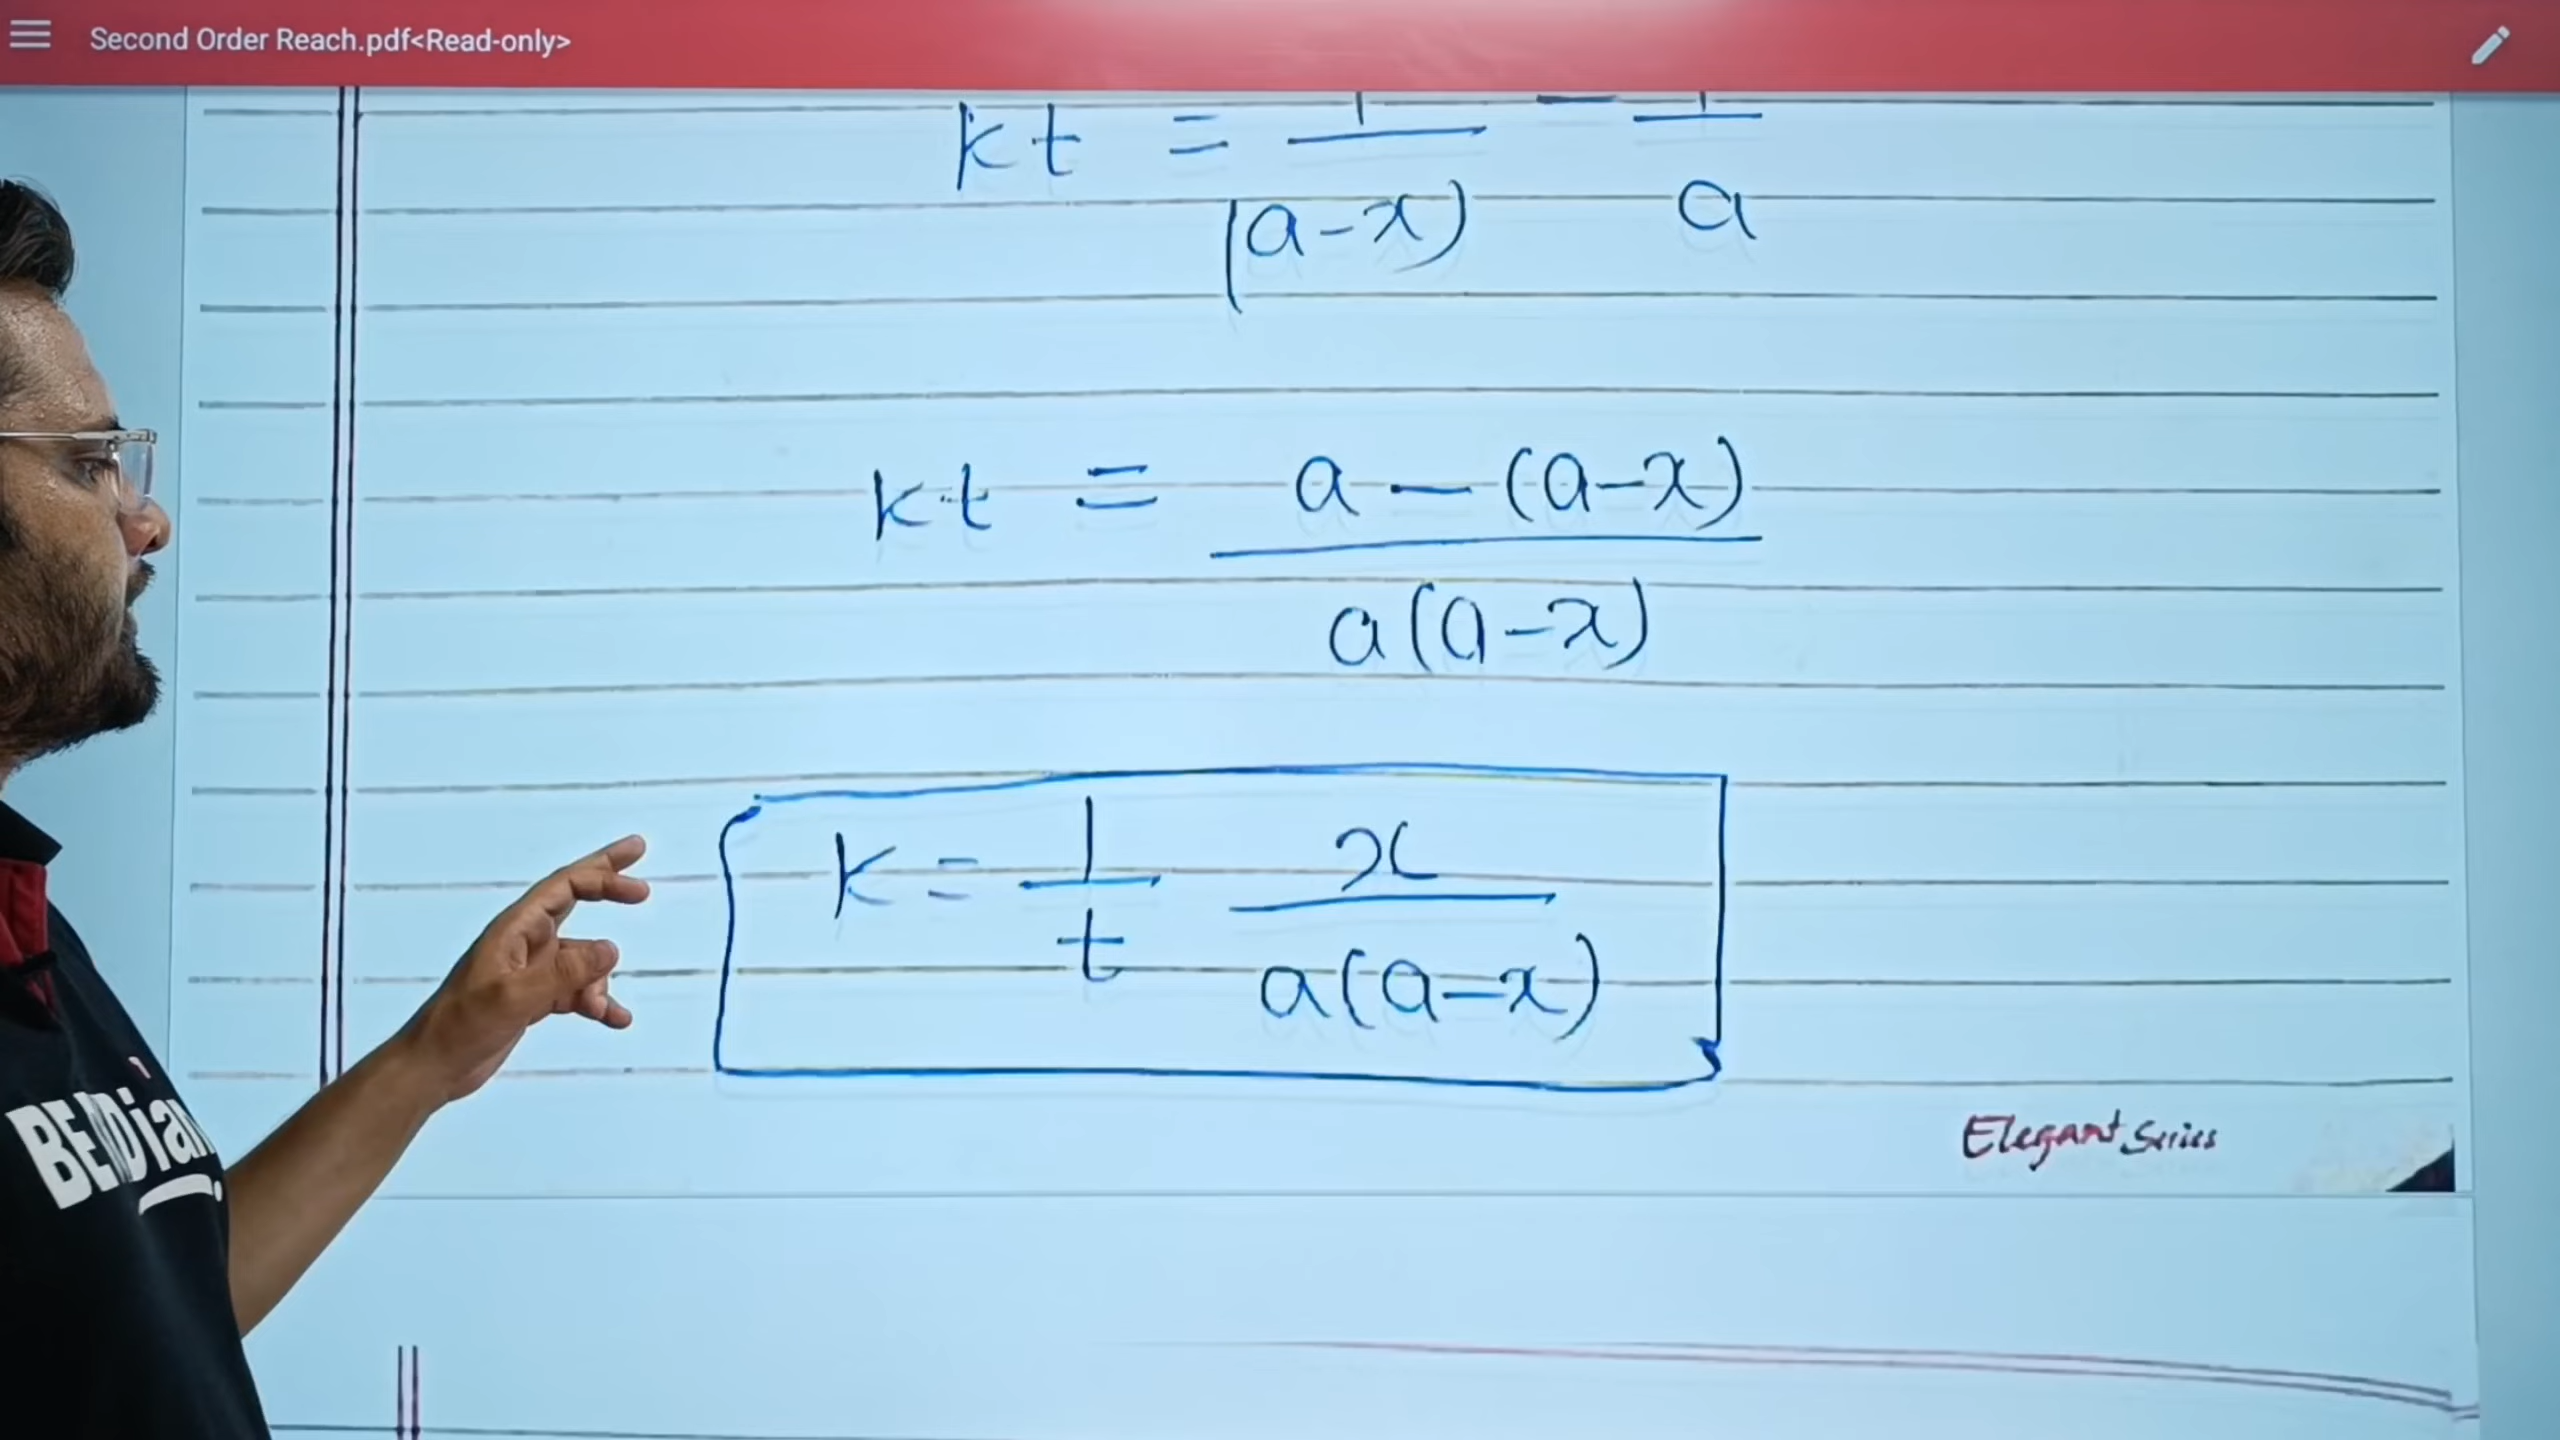 Second Order Reach.pdf<Read-only>
kt = 1/(a-x) - 1/a
kt = a - (a-x) / a(a-x)
k = 1/t x/a(a-x)
Elegant Series